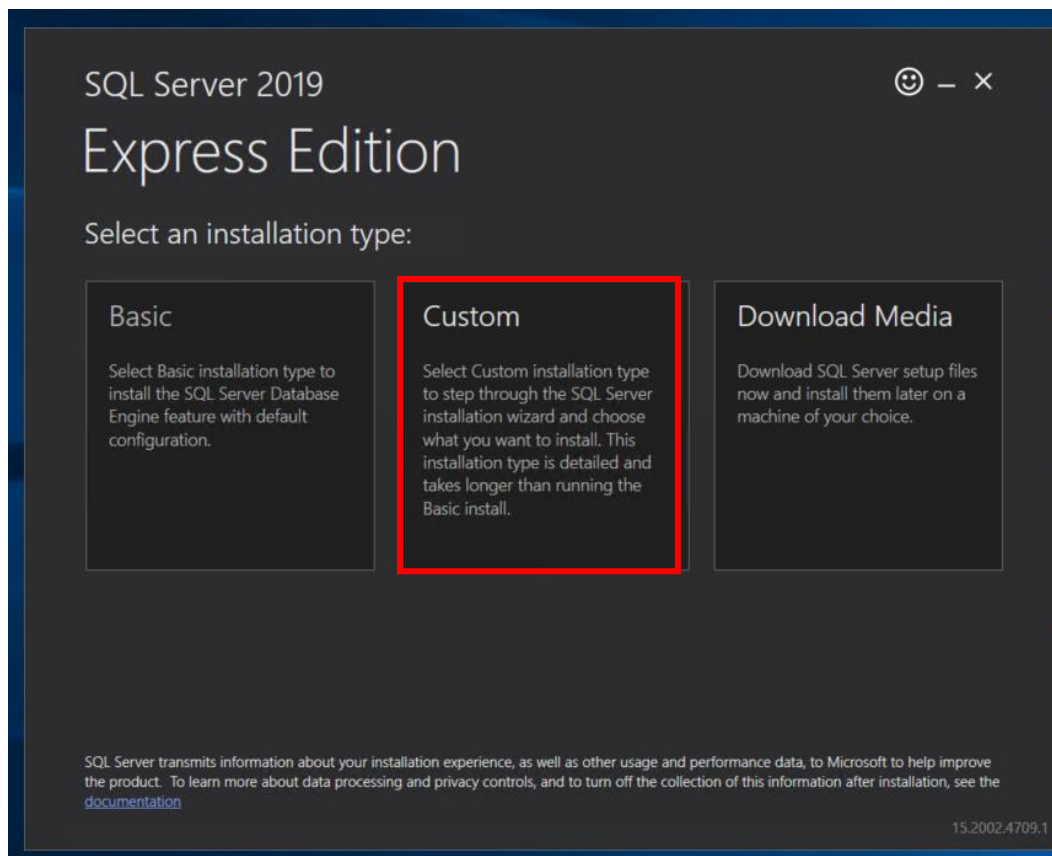 SQL Server 2019
Express Edition
Select an installation type:
Basic
Select Basic installation type to
install the SQL Server Database
Engine feature with default
configuration.
Custom
Select Custom installation type
to step through the SQL Server
installation wizard and choose
what you want to install. This
installation type is detailed and
takes longer than running the
Basic install.
Download Media
Download SQL Server setup files
now and install them later on a
machine of your choice.
SQL Server transmits information about your installation experience, as well as other usage and performance data, to Microsoft to help improve
the product.  To learn more about data processing and privacy controls, and to turn off the collection of this information after installation, see the
documentation
15.2002.4709.1